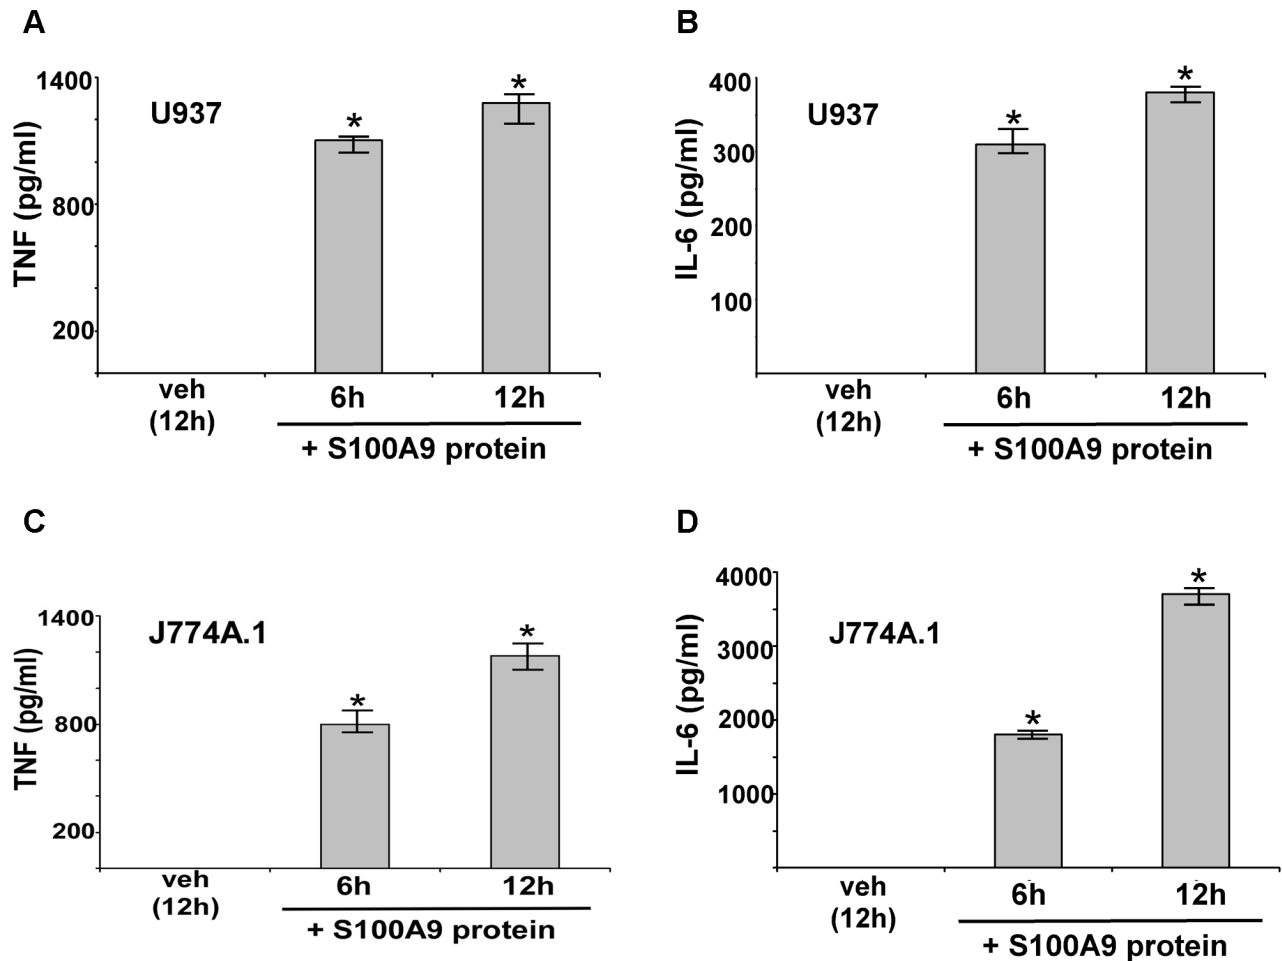 A
1400
800
200
TNF (pg/ml)
U937
*
*
veh
(12h)
6h
12h
+ S100A9 protein
B
400
300
200
100
IL-6 (pg/ml)
U937
*
*
veh
(12h)
6h
12h
+ S100A9 protein
C
1400
800
200
TNF (pg/ml)
J774A.1
*
*
veh
(12h)
6h
12h
+ S100A9 protein
D
4000
3000
2000
1000
IL-6 (pg/ml)
J774A.1
*
*
veh
(12h)
6h
12h
+ S100A9 protein